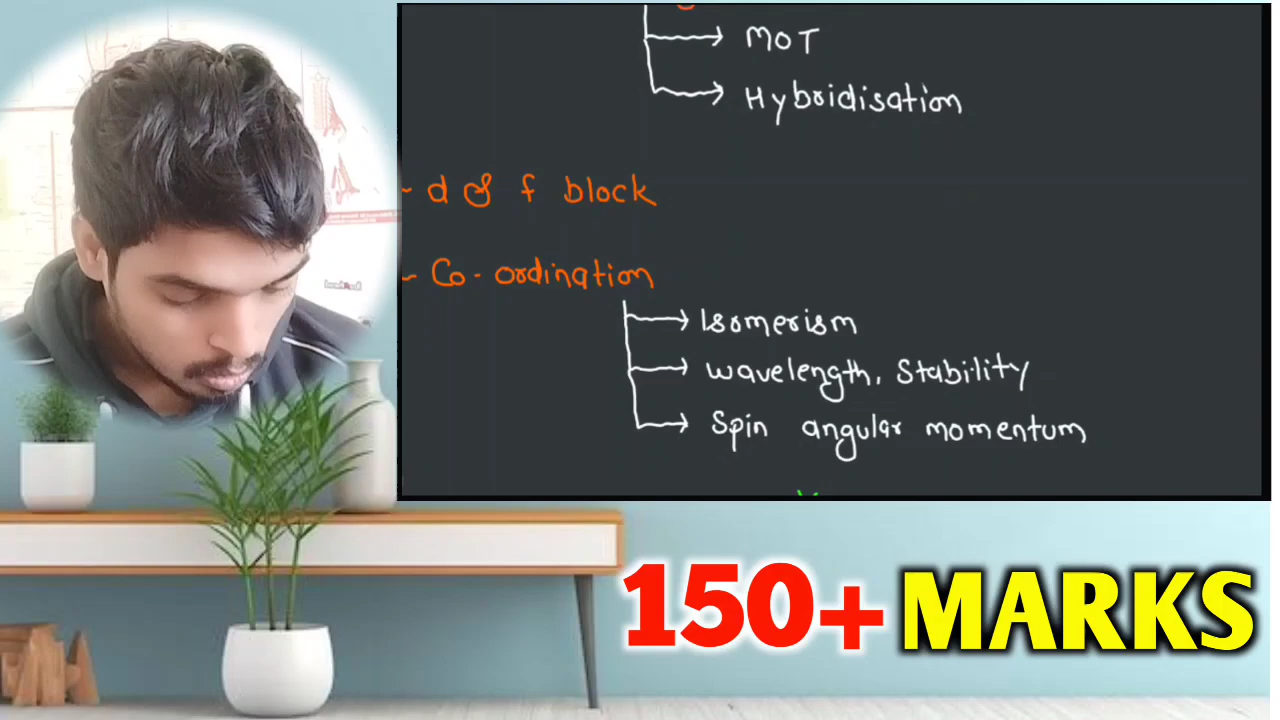 MOT
Hybridisation
- d & f block
- Co-ordination
Isomerism
wavelength, Stability
Spin angular momentum
150+ MARKS